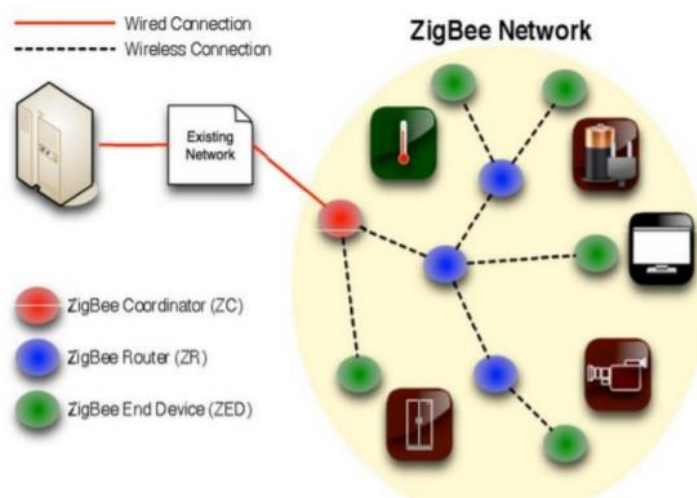 Wired Connection
Wireless Connection
ZigBee Network
Existing
Network
ZigBee Coordinator (ZC)
ZigBee Router (ZR)
ZigBee End Device (ZED)